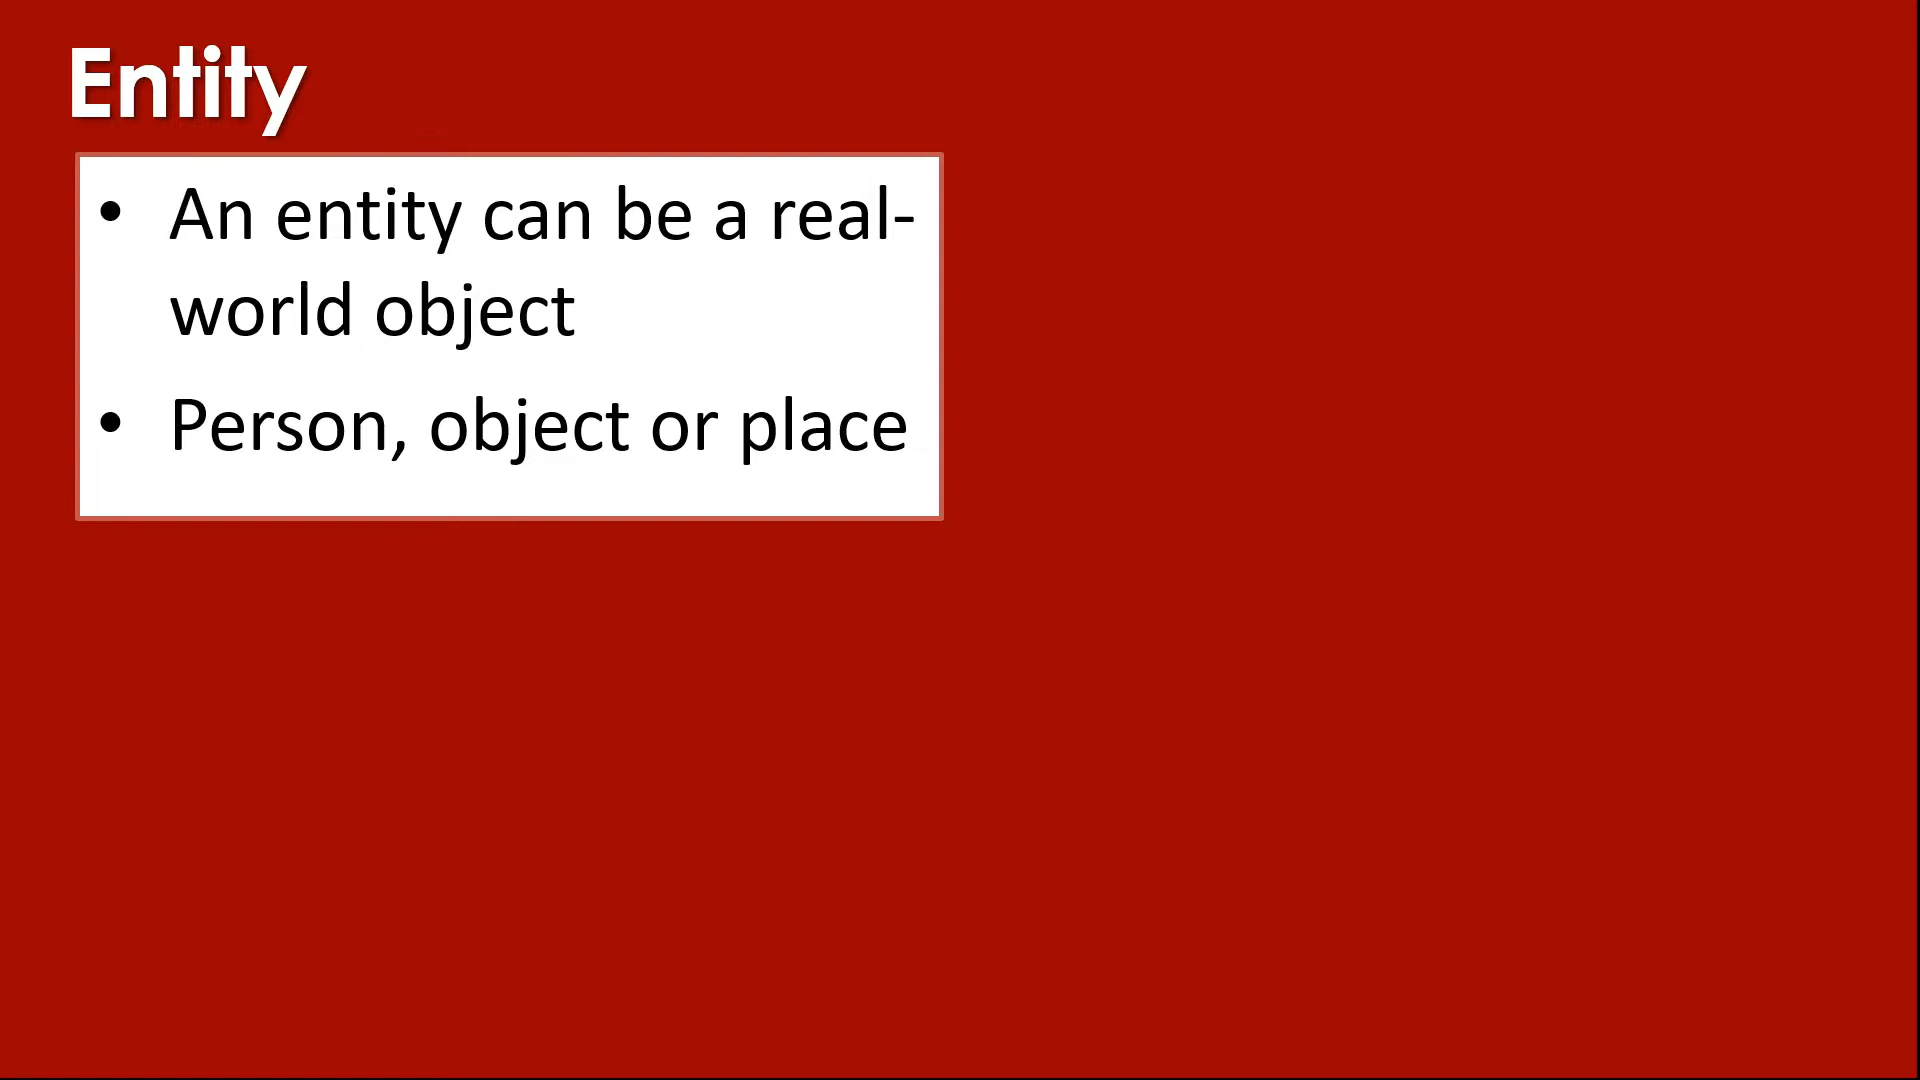 Entity
• An entity can be a real-
world object
• Person, object or place